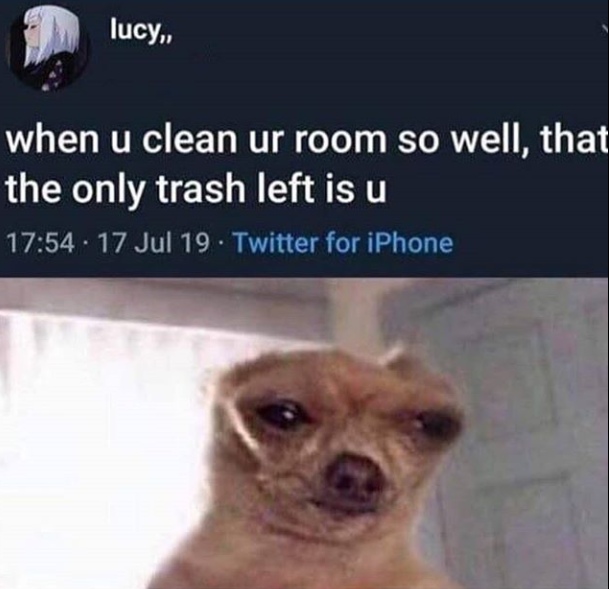 lucy,,
when u clean ur room so well, that
the only trash left is u
17:54 · 17 Jul 19 · Twitter for iPhone